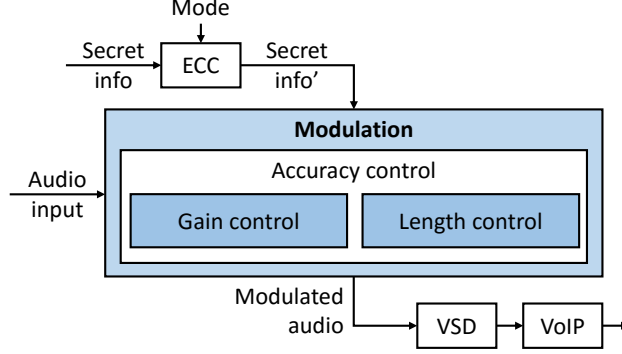 Mode
Secret info
ECC
Secret info’
Modulation
Accuracy control
Audio input
Gain control
Length control
Modulated audio
VSD
VoIP